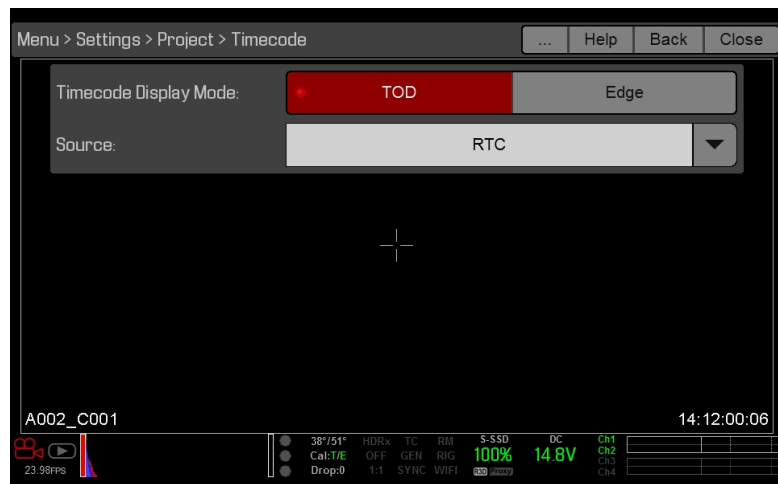 Menu > Settings > Project > Timecode ... Help Back Close
Timecode Display Mode: TOD Edge
Source: RTC
A002_C001 14:12:00:06
38°/51° HDRx TC RM S-SSD DC Ch1
Cal:T/E OFF GEN RIG 100% 14.8V Ch2
23.98FPS Drop:0 1:1 SYNC WIFI R3D Proxy Ch3
Ch4